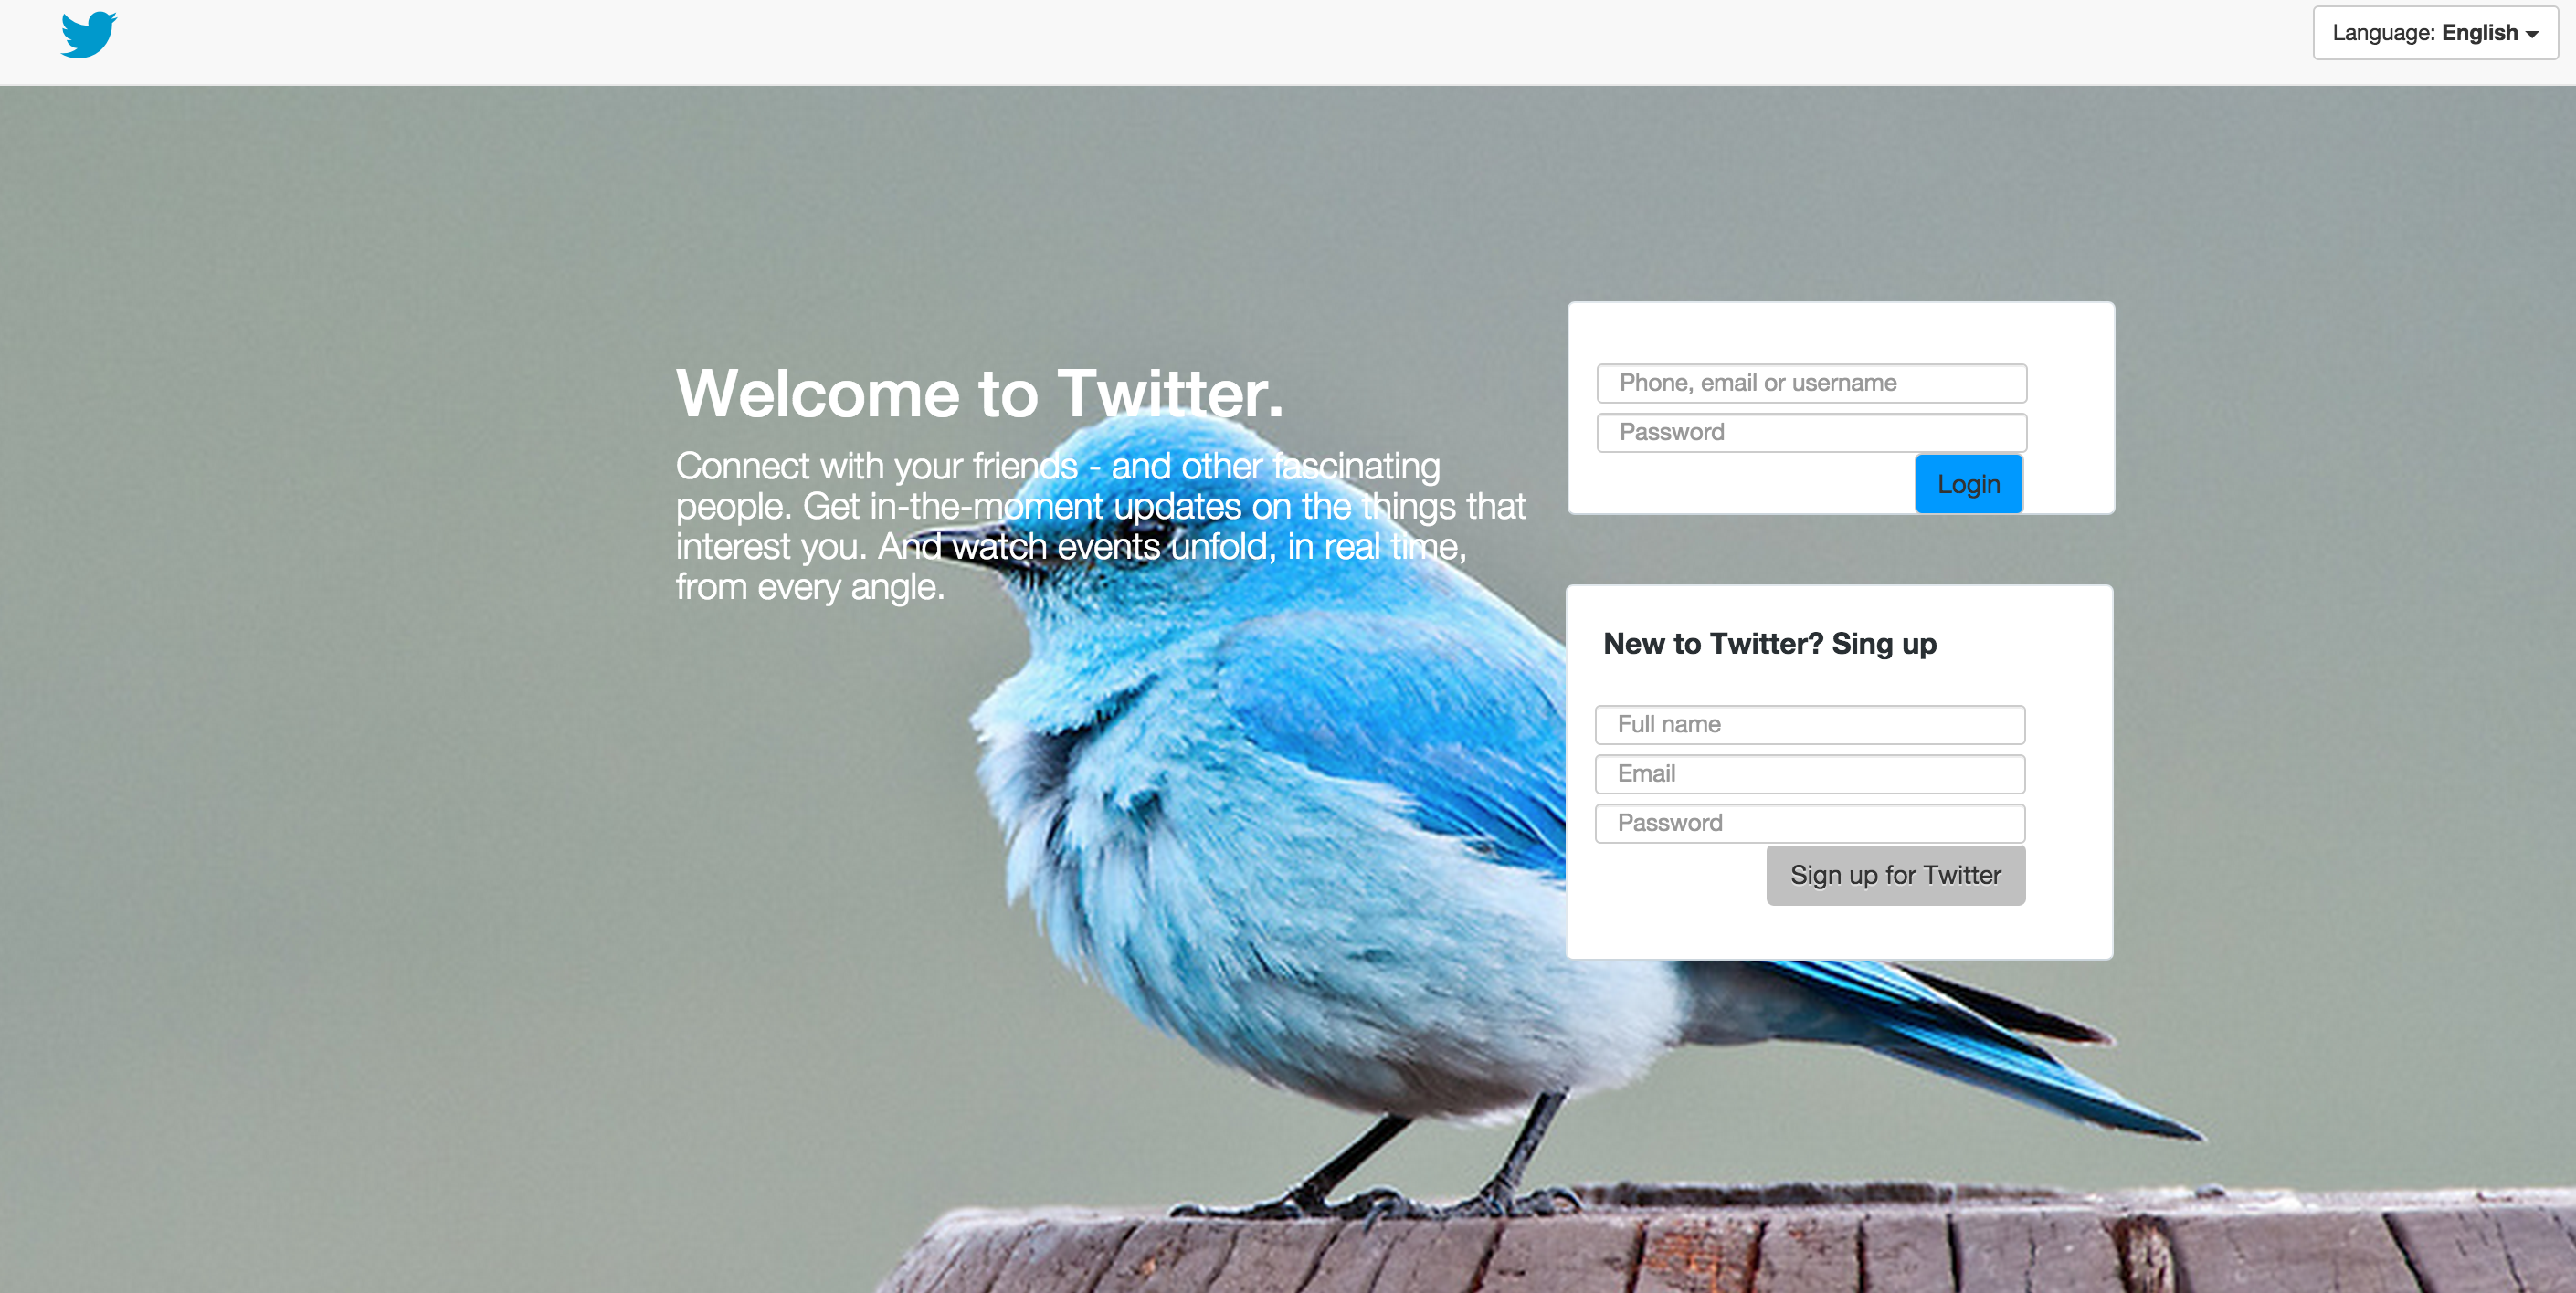 Language: English
Welcome to Twitter.
Connect with your friends - and other fascinating
people. Get in-the-moment updates on the things that
interest you. And watch events unfold, in real time,
from every angle.
Phone, email or username
Password
Login
New to Twitter? Sing up
Full name
Email
Password
Sign up for Twitter